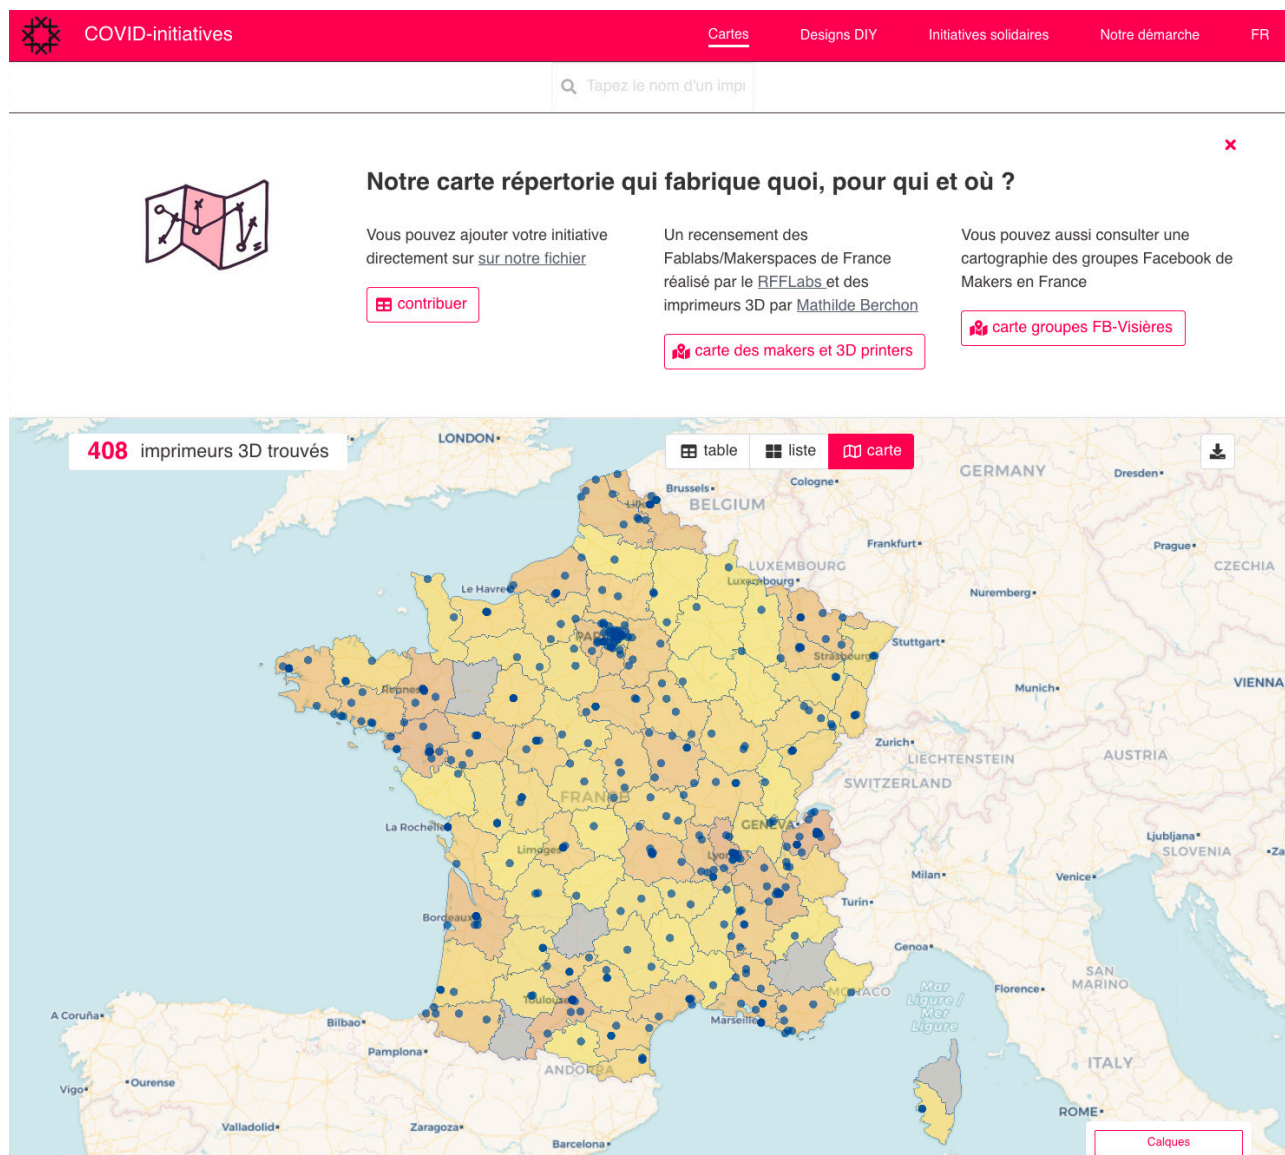 COVID-initiatives
Cartes
Designs DIY
Initiatives solidaires
Notre démarche
FR
Tapez le nom d'un impr
Notre carte répertorie qui fabrique quoi, pour qui et où ?
Vous pouvez ajouter votre initiative
directement sur sur notre fichier
contribuer
Un recensement des
Fablabs/Makerspaces de France
réalisé par le RFFLabs et des
imprimeurs 3D par Mathilde Berchon
carte des makers et 3D printers
Vous pouvez aussi consulter une
cartographie des groupes Facebook de
Makers en France
carte groupes FB-Visières
408 imprimeurs 3D trouvés
table
liste
carte
LONDON
Brussels
BELGIUM
Cologne
GERMANY
Dresden
Lille
Frankfurt
Prague
CZECHIA
LUXEMBOURG
Luxembourg
Le Havre
Nuremberg
Stuttgart
Strasbourg
Rennes
Munich
VIENNA
Zurich
LIECHTENSTEIN
AUSTRIA
SWITZERLAND
FRANCE
GENEVA
La Rochelle
Limoges
Lyon
Ljubljana
SLOVENIA
Za
Milan
Venice
Turin
Bordeaux
Genoa
SAN
MARINO
Toulouse
MONACO
Mar
Ligure /
Mer
Ligure
Florence
Marseille
A Coruña
Bilbao
Pamplona
ANDORRA
ITALY
Vigo
Ourense
Valladolid
Zaragoza
Barcelona
ROME
Calques